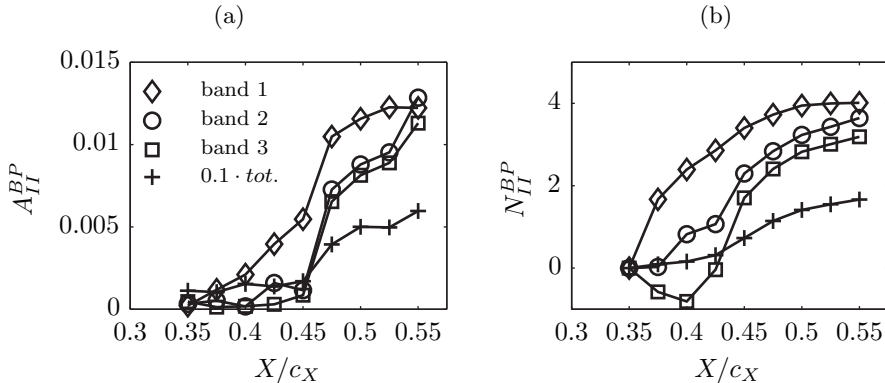 (a)
0.015
0.01
0.005
0
A_{II}^{BP}
band 1
band 2
band 3
0.1 · tot.
0.3 0.35 0.4 0.45 0.5 0.55
X/c_X
(b)
4
2
0
N_{II}^{BP}
0.3 0.35 0.4 0.45 0.5 0.55
X/c_X